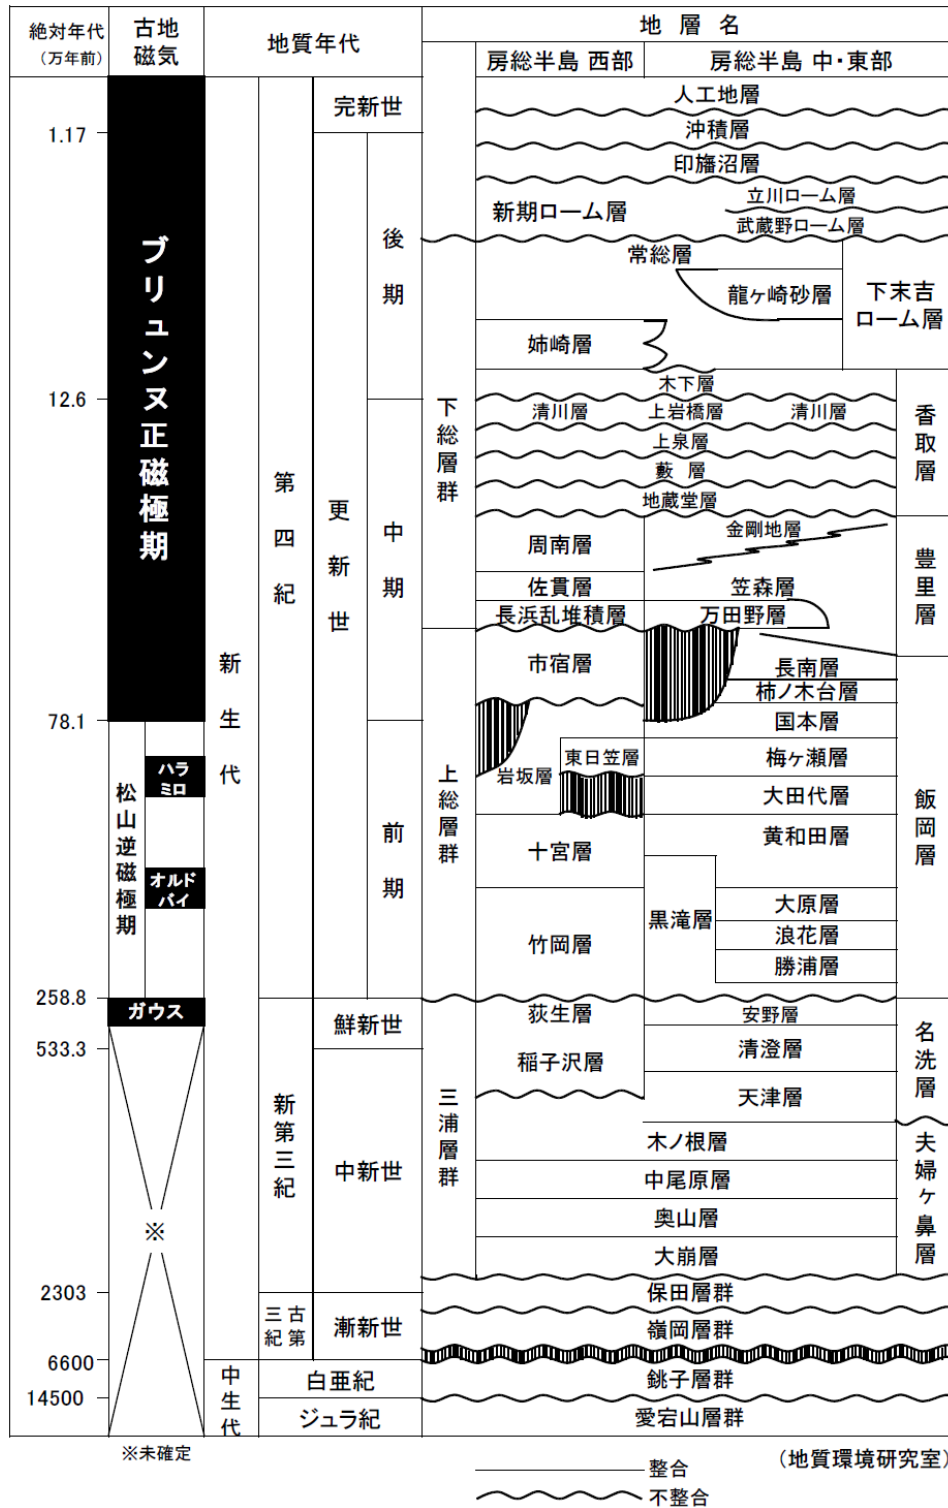 絶対年代
（万年前）
古地
磁気
地質年代
地 層 名
房総半島 西部
房総半島 中・東部
1.17
12.6
78.1
258.8
533.3
2303
6600
14500
ブリュンヌ正磁極期
松山逆磁極期
ハラ
ミロ
オルド
バイ
ガウス
※
新生代
中生代
第四紀
新第三紀
古第
三紀
完新世
更新世
後期
中期
前期
鮮新世
中新世
漸新世
白亜紀
ジュラ紀
下総層群
上総層群
三浦層群
人工地層
沖積層
印旛沼層
新期ローム層
立川ローム層
武蔵野ローム層
常総層
龍ヶ崎砂層
下末吉
ローム層
姉崎層
木下層
清川層
上岩橋層
清川層
上泉層
藪 層
地蔵堂層
香取層
周南層
金剛地層
佐貫層
笠森層
長浜乱堆積層
万田野層
豊里層
市宿層
長南層
柿ノ木台層
国本層
岩坂層
東日笠層
梅ヶ瀬層
大田代層
飯岡層
十宮層
黄和田層
黒滝層
大原層
浪花層
勝浦層
竹岡層
荻生層
安野層
稲子沢層
清澄層
天津層
名洗層
木ノ根層
中尾原層
奥山層
大崩層
夫婦ヶ鼻層
保田層群
嶺岡層群
銚子層群
愛宕山層群
※未確定
（地質環境研究室）
整合
不整合